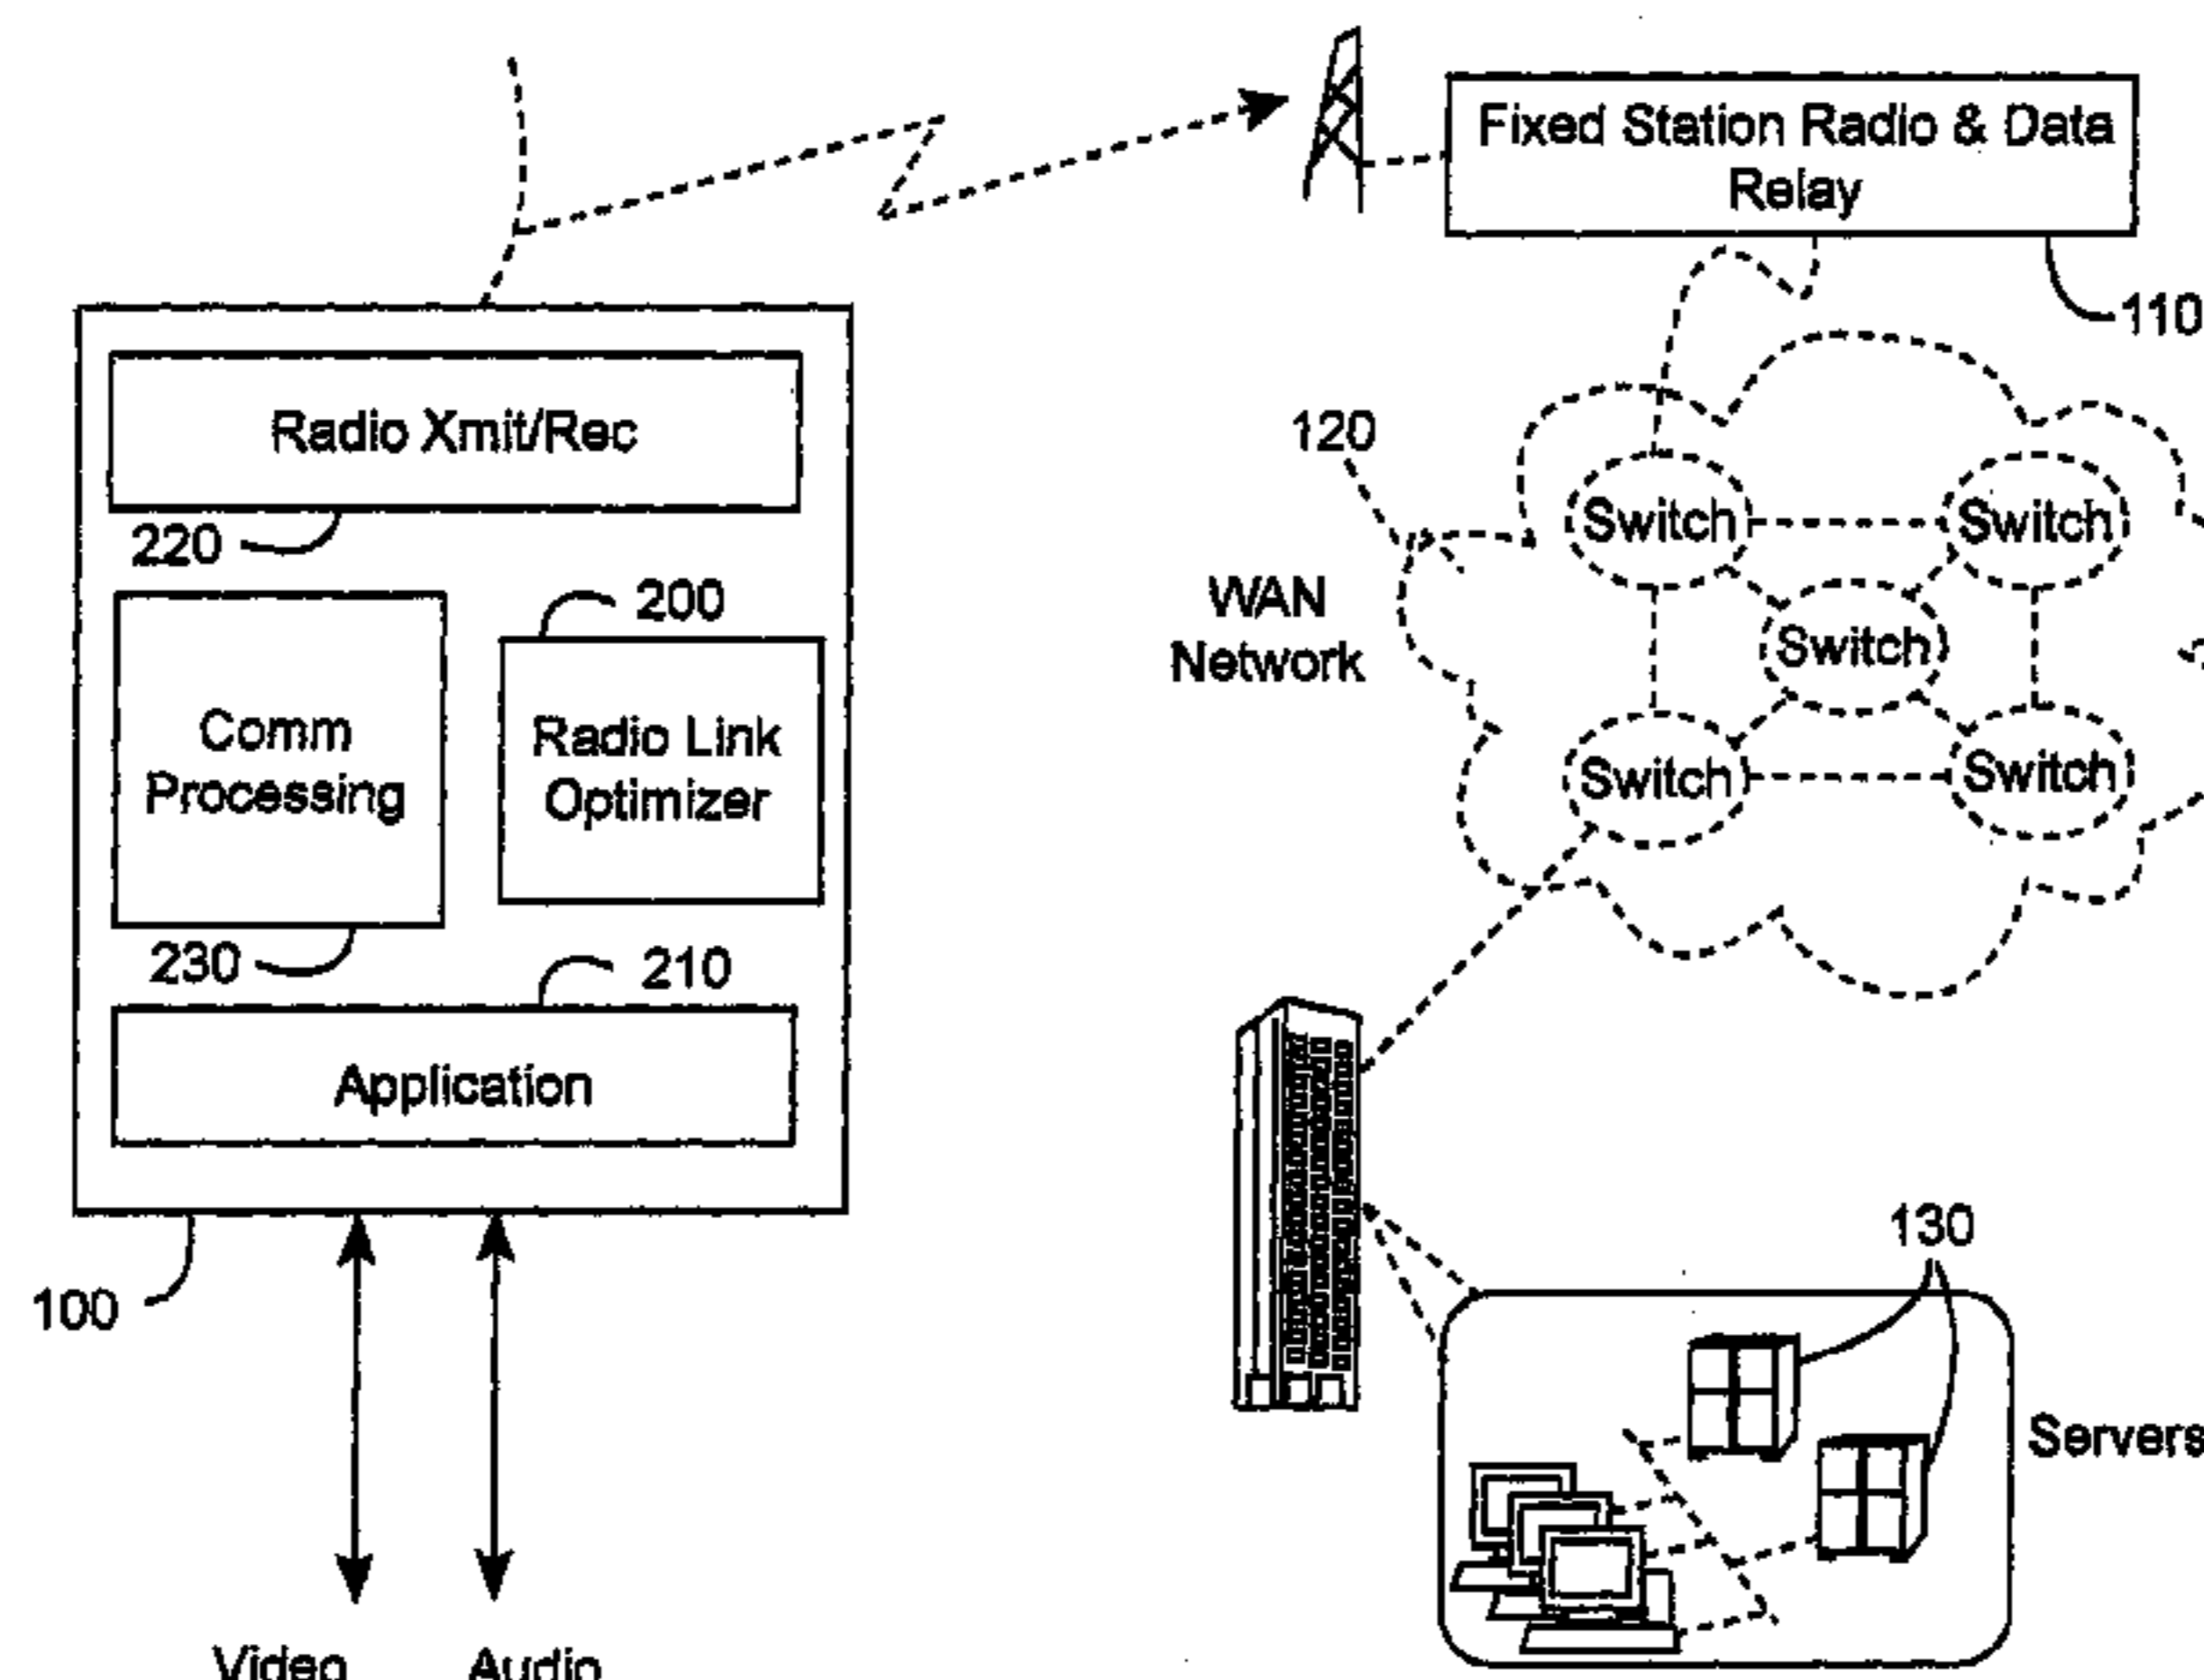 Fixed Station Radio & Data
Relay
110
Radio Xmit/Rec
220
120
WAN
Network
Switch
Switch
Switch
Switch
Switch
200
Comm
Processing
Radio Link
Optimizer
230
210
Application
100
130
Servers
Video
Audio